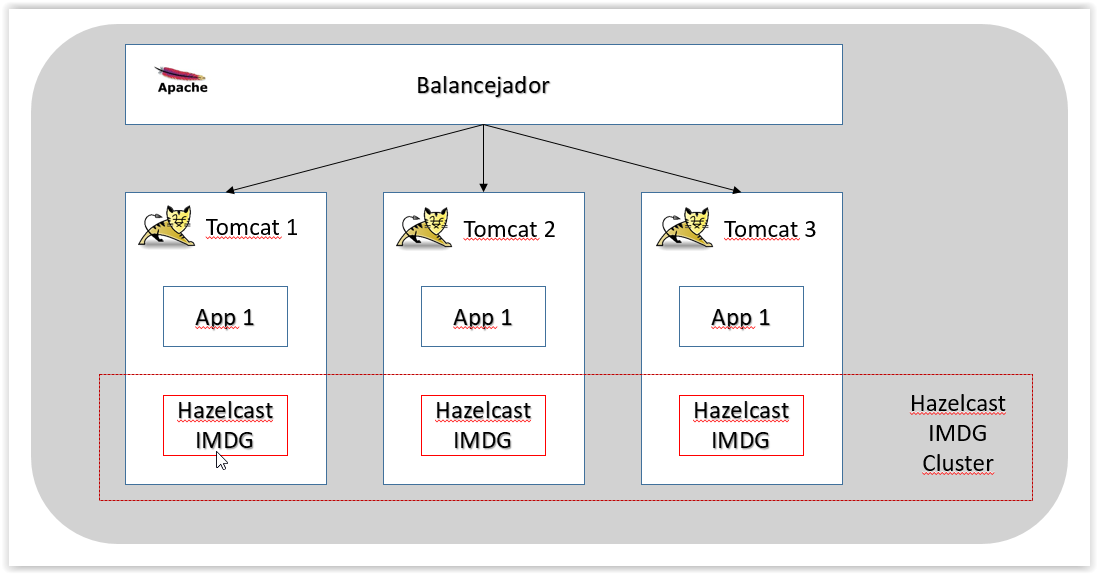 Apache
Balancejador
Tomcat 1
Tomcat 2
Tomcat 3
App 1
App 1
App 1
Hazelcast
IMDG
Hazelcast
IMDG
Hazelcast
IMDG
Hazelcast
IMDG
Cluster